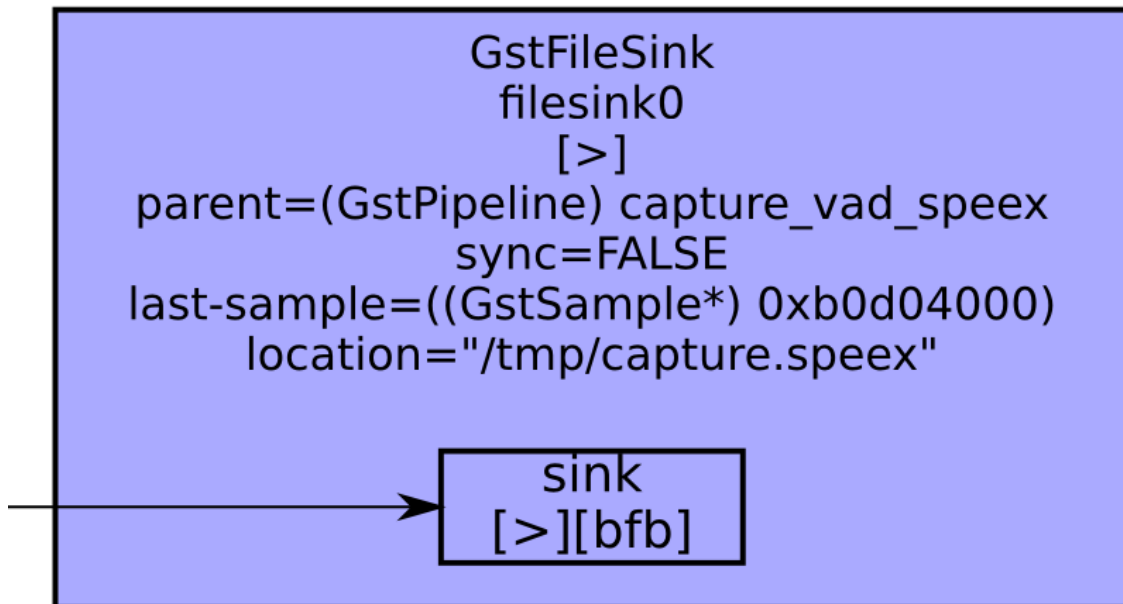 GstFileSink
filesink0
[>]
parent=(GstPipeline) capture_vad_speex
sync=FALSE
last-sample=((GstSample*) 0xb0d04000)
location="/tmp/capture.speex"
sink
[>][bfb]